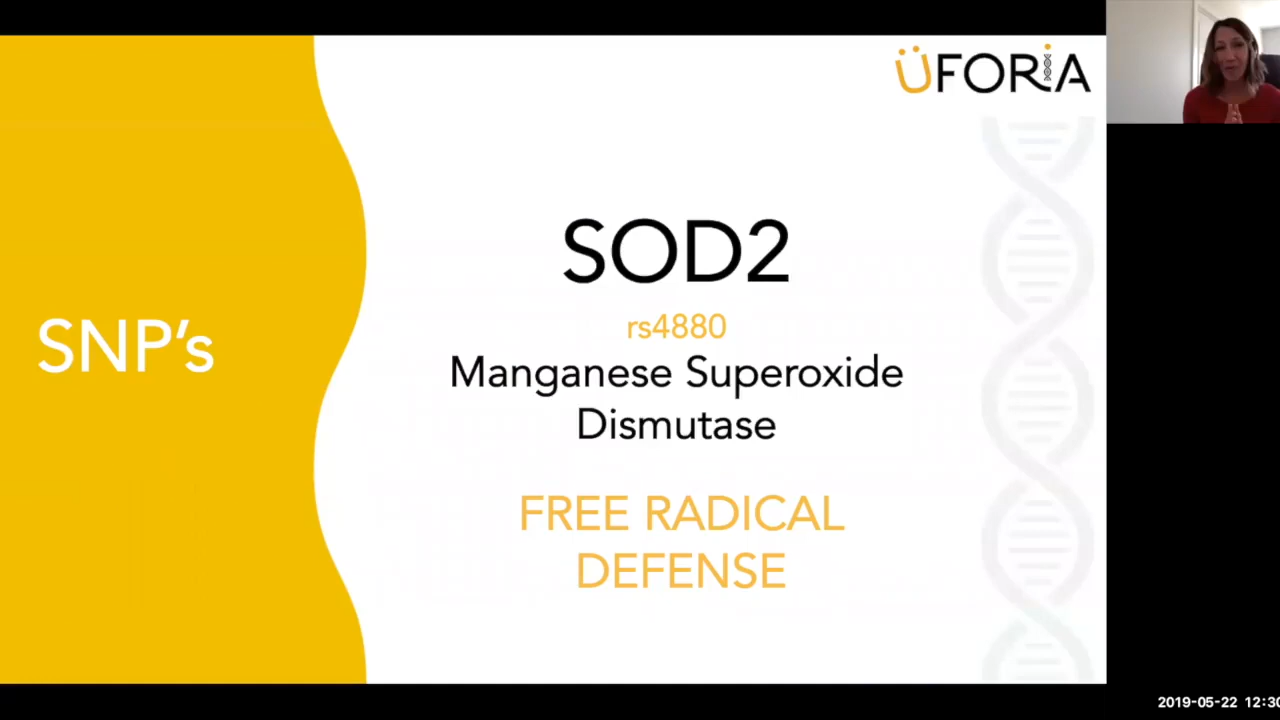 ÜFORiA
SNP's
SOD2
rs4880
Manganese Superoxide
Dismutase
FREE RADICAL
DEFENSE
2019-05-22 12:30